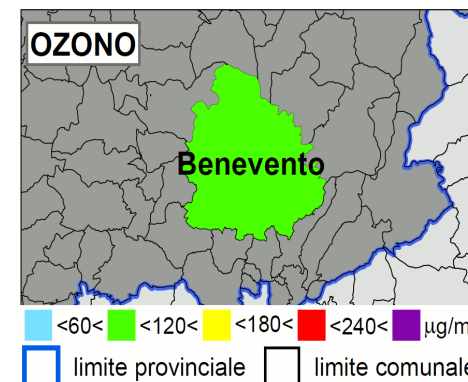 OZONO
Benevento
<60< <120< <180< <240< µg/m
limite provinciale limite comunale